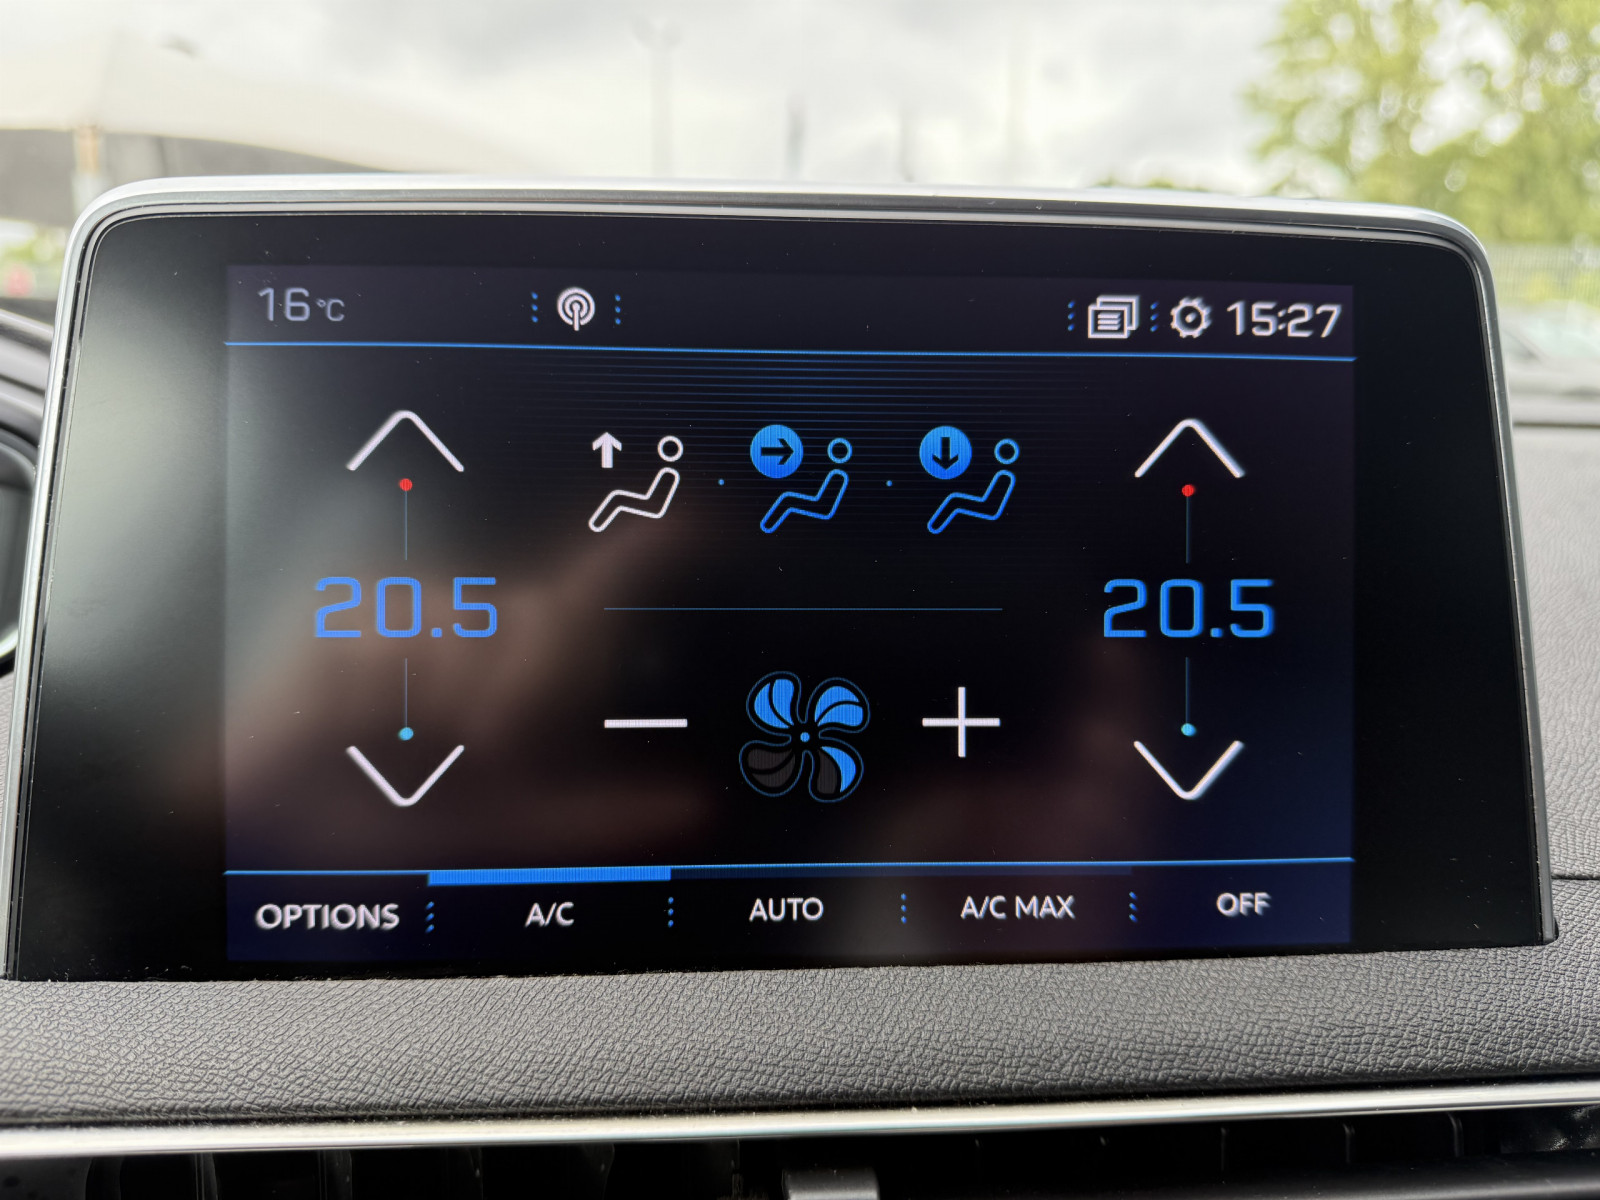 16 °C
15:27
20.5
20.5
OPTIONS
A/C
AUTO
A/C MAX
OFF